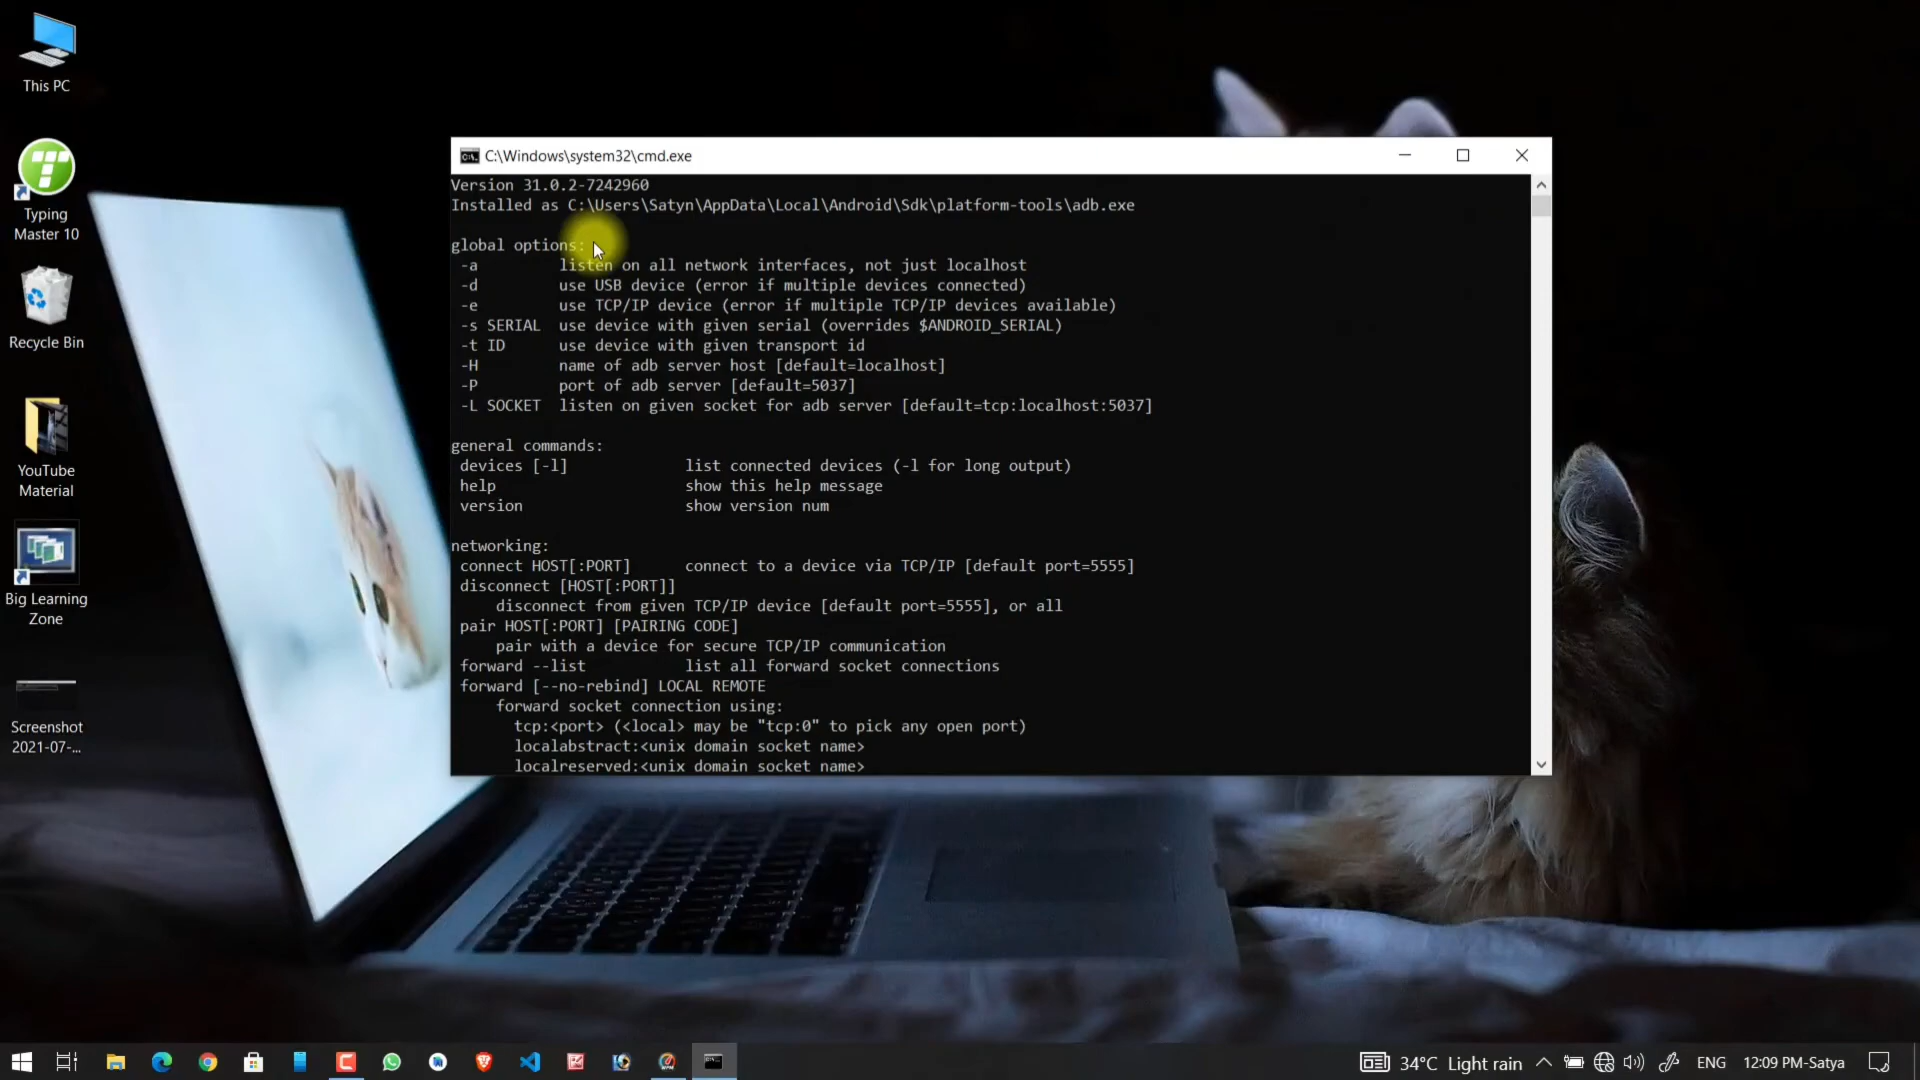 This PC
Typing
Master 10
Recycle Bin
YouTube
Material
Big Learning
Zone
Screenshot
2021-07-...
C:\Windows\system32\cmd.exe
Version 31.0.2-7242960
Installed as C:\Users\Satyn\AppData\Local\Android\Sdk\platform-tools\adb.exe
global options:
-a listen on all network interfaces, not just localhost
-d use USB device (error if multiple devices connected)
-e use TCP/IP device (error if multiple TCP/IP devices available)
-s SERIAL use device with given serial (overrides $ANDROID_SERIAL)
-t ID use device with given transport id
-H name of adb server host [default=localhost]
-P port of adb server [default=5037]
-L SOCKET listen on given socket for adb server [default=tcp:localhost:5037]
general commands:
devices [-l] list connected devices (-l for long output)
help show this help message
version show version num
networking:
connect HOST[:PORT] connect to a device via TCP/IP [default port=5555]
disconnect [HOST[:PORT]]
disconnect from given TCP/IP device [default port=5555], or all
pair HOST[:PORT] [PAIRING CODE]
pair with a device for secure TCP/IP communication
forward --list list all forward socket connections
forward [--no-rebind] LOCAL REMOTE
forward socket connection using:
tcp:<port> (<local> may be "tcp:0" to pick any open port)
localabstract:<unix domain socket name>
localreserved:<unix domain socket name>
34°C Light rain ENG 12:09 PM-Satya